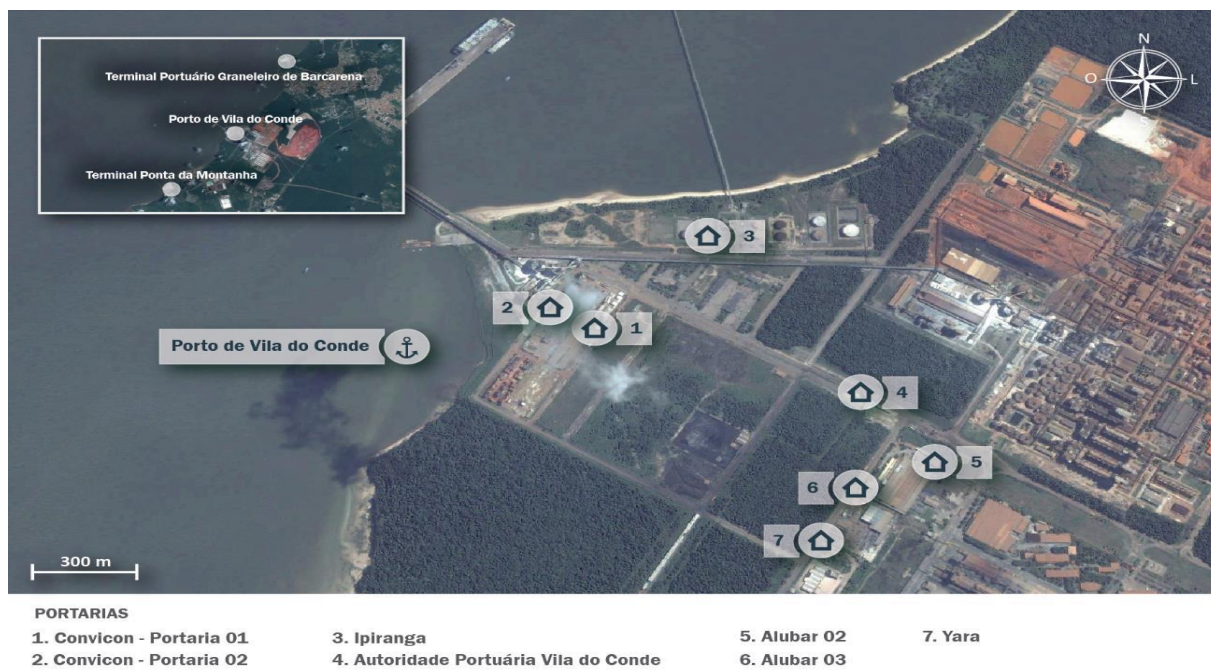 Terminal Portuário Graneleiro de Barcarena
Porto de Vila do Conde
Terminal Ponta da Montanha
N
O
L
S
3
2
1
Porto de Vila do Conde
4
5
6
7
300 m
PORTARIAS
1. Convicon - Portaria 01
2. Convicon - Portaria 02
3. Ipiranga
4. Autoridade Portuária Vila do Conde
5. Alubar 02
6. Alubar 03
7. Yara